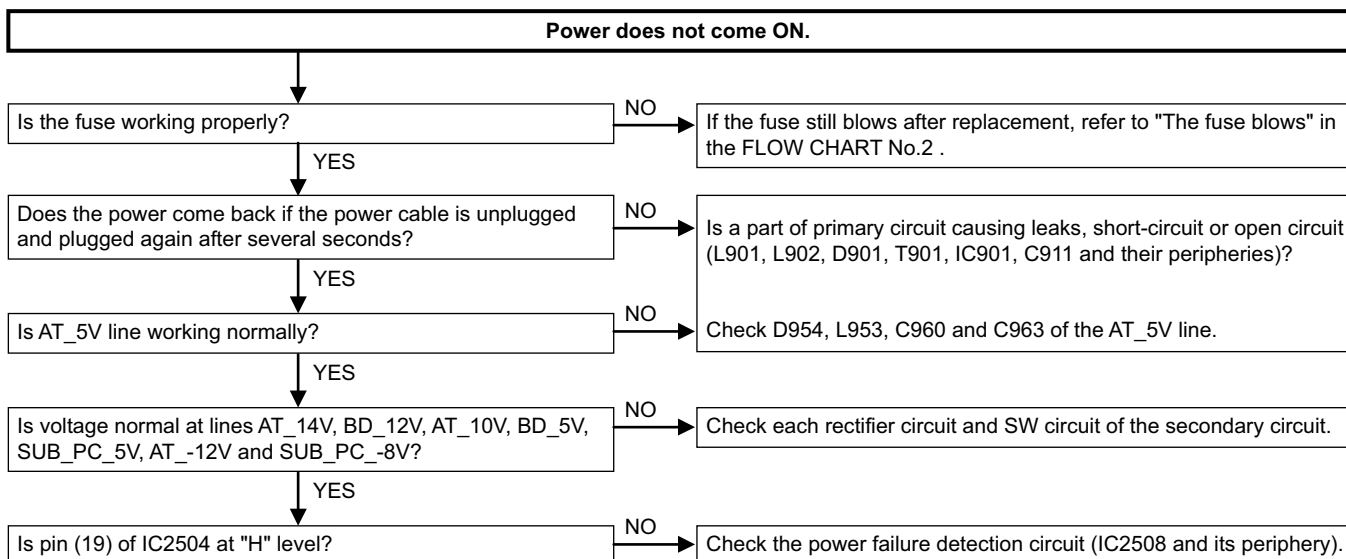 Power does not come ON.
Is the fuse working properly?
NO
If the fuse still blows after replacement, refer to "The fuse blows" in
the FLOW CHART No.2 .
YES
Does the power come back if the power cable is unplugged
and plugged again after several seconds?
NO
Is a part of primary circuit causing leaks, short-circuit or open circuit
(L901, L902, D901, T901, IC901, C911 and their peripheries)?
YES
Is AT_5V line working normally?
NO
Check D954, L953, C960 and C963 of the AT_5V line.
YES
Is voltage normal at lines AT_14V, BD_12V, AT_10V, BD_5V,
SUB_PC_5V, AT_-12V and SUB_PC_-8V?
NO
Check each rectifier circuit and SW circuit of the secondary circuit.
YES
Is pin (19) of IC2504 at "H" level?
NO
Check the power failure detection circuit (IC2508 and its periphery).